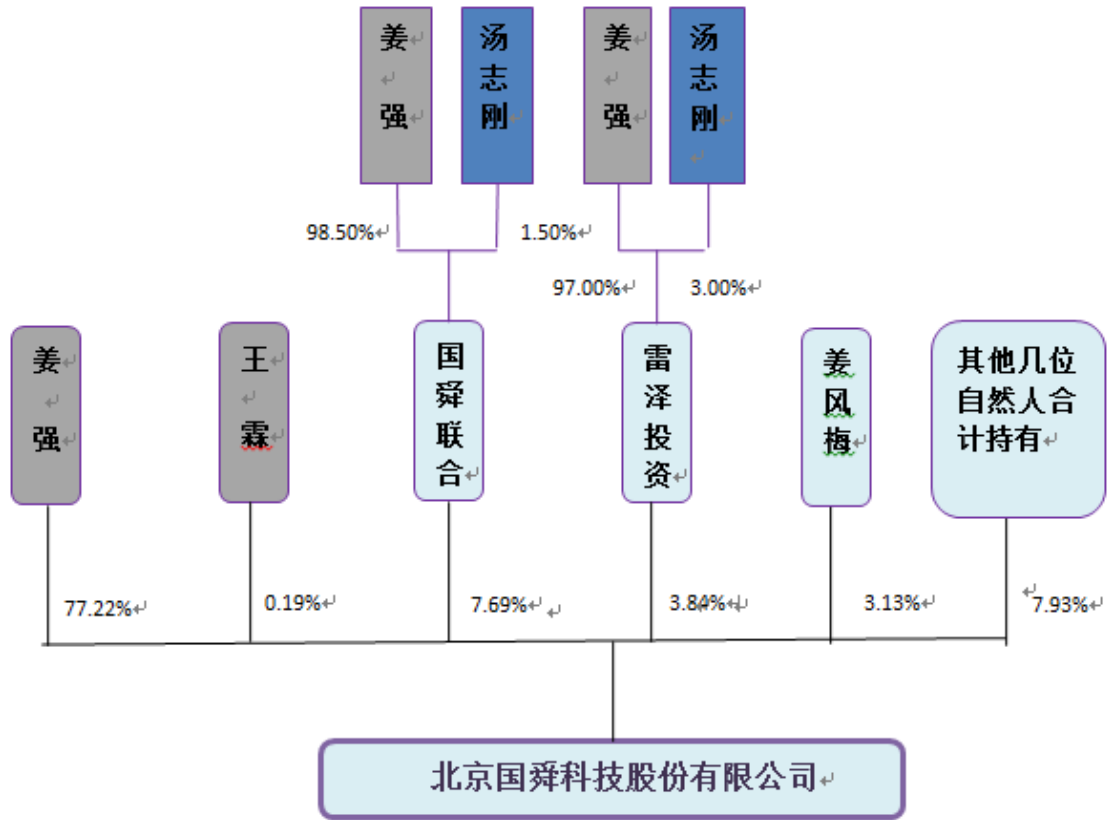 姜强
汤志刚
姜强
汤志刚
98.50%
1.50%
97.00%
3.00%
姜强
王霖
国舜联合
雷泽投资
姜风梅
其他几位
自然人合
计持有
77.22%
0.19%
7.69%
3.84%
3.13%
7.93%
北京国舜科技股份有限公司